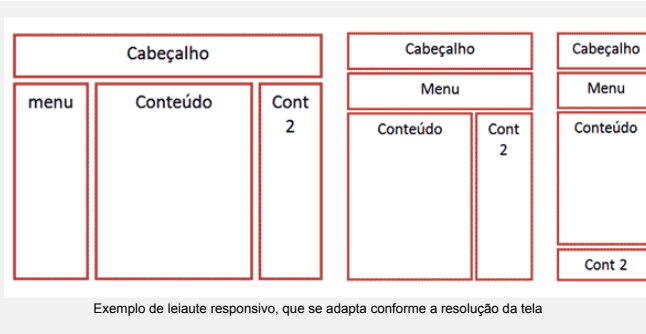 Cabeçalho
menu
Conteúdo
Cont
2
Cabeçalho
Menu
Conteúdo
Cont
2
Cabeçalho
Menu
Conteúdo
Cont 2
Exemplo de leiaute responsivo, que se adapta conforme a resolução da tela